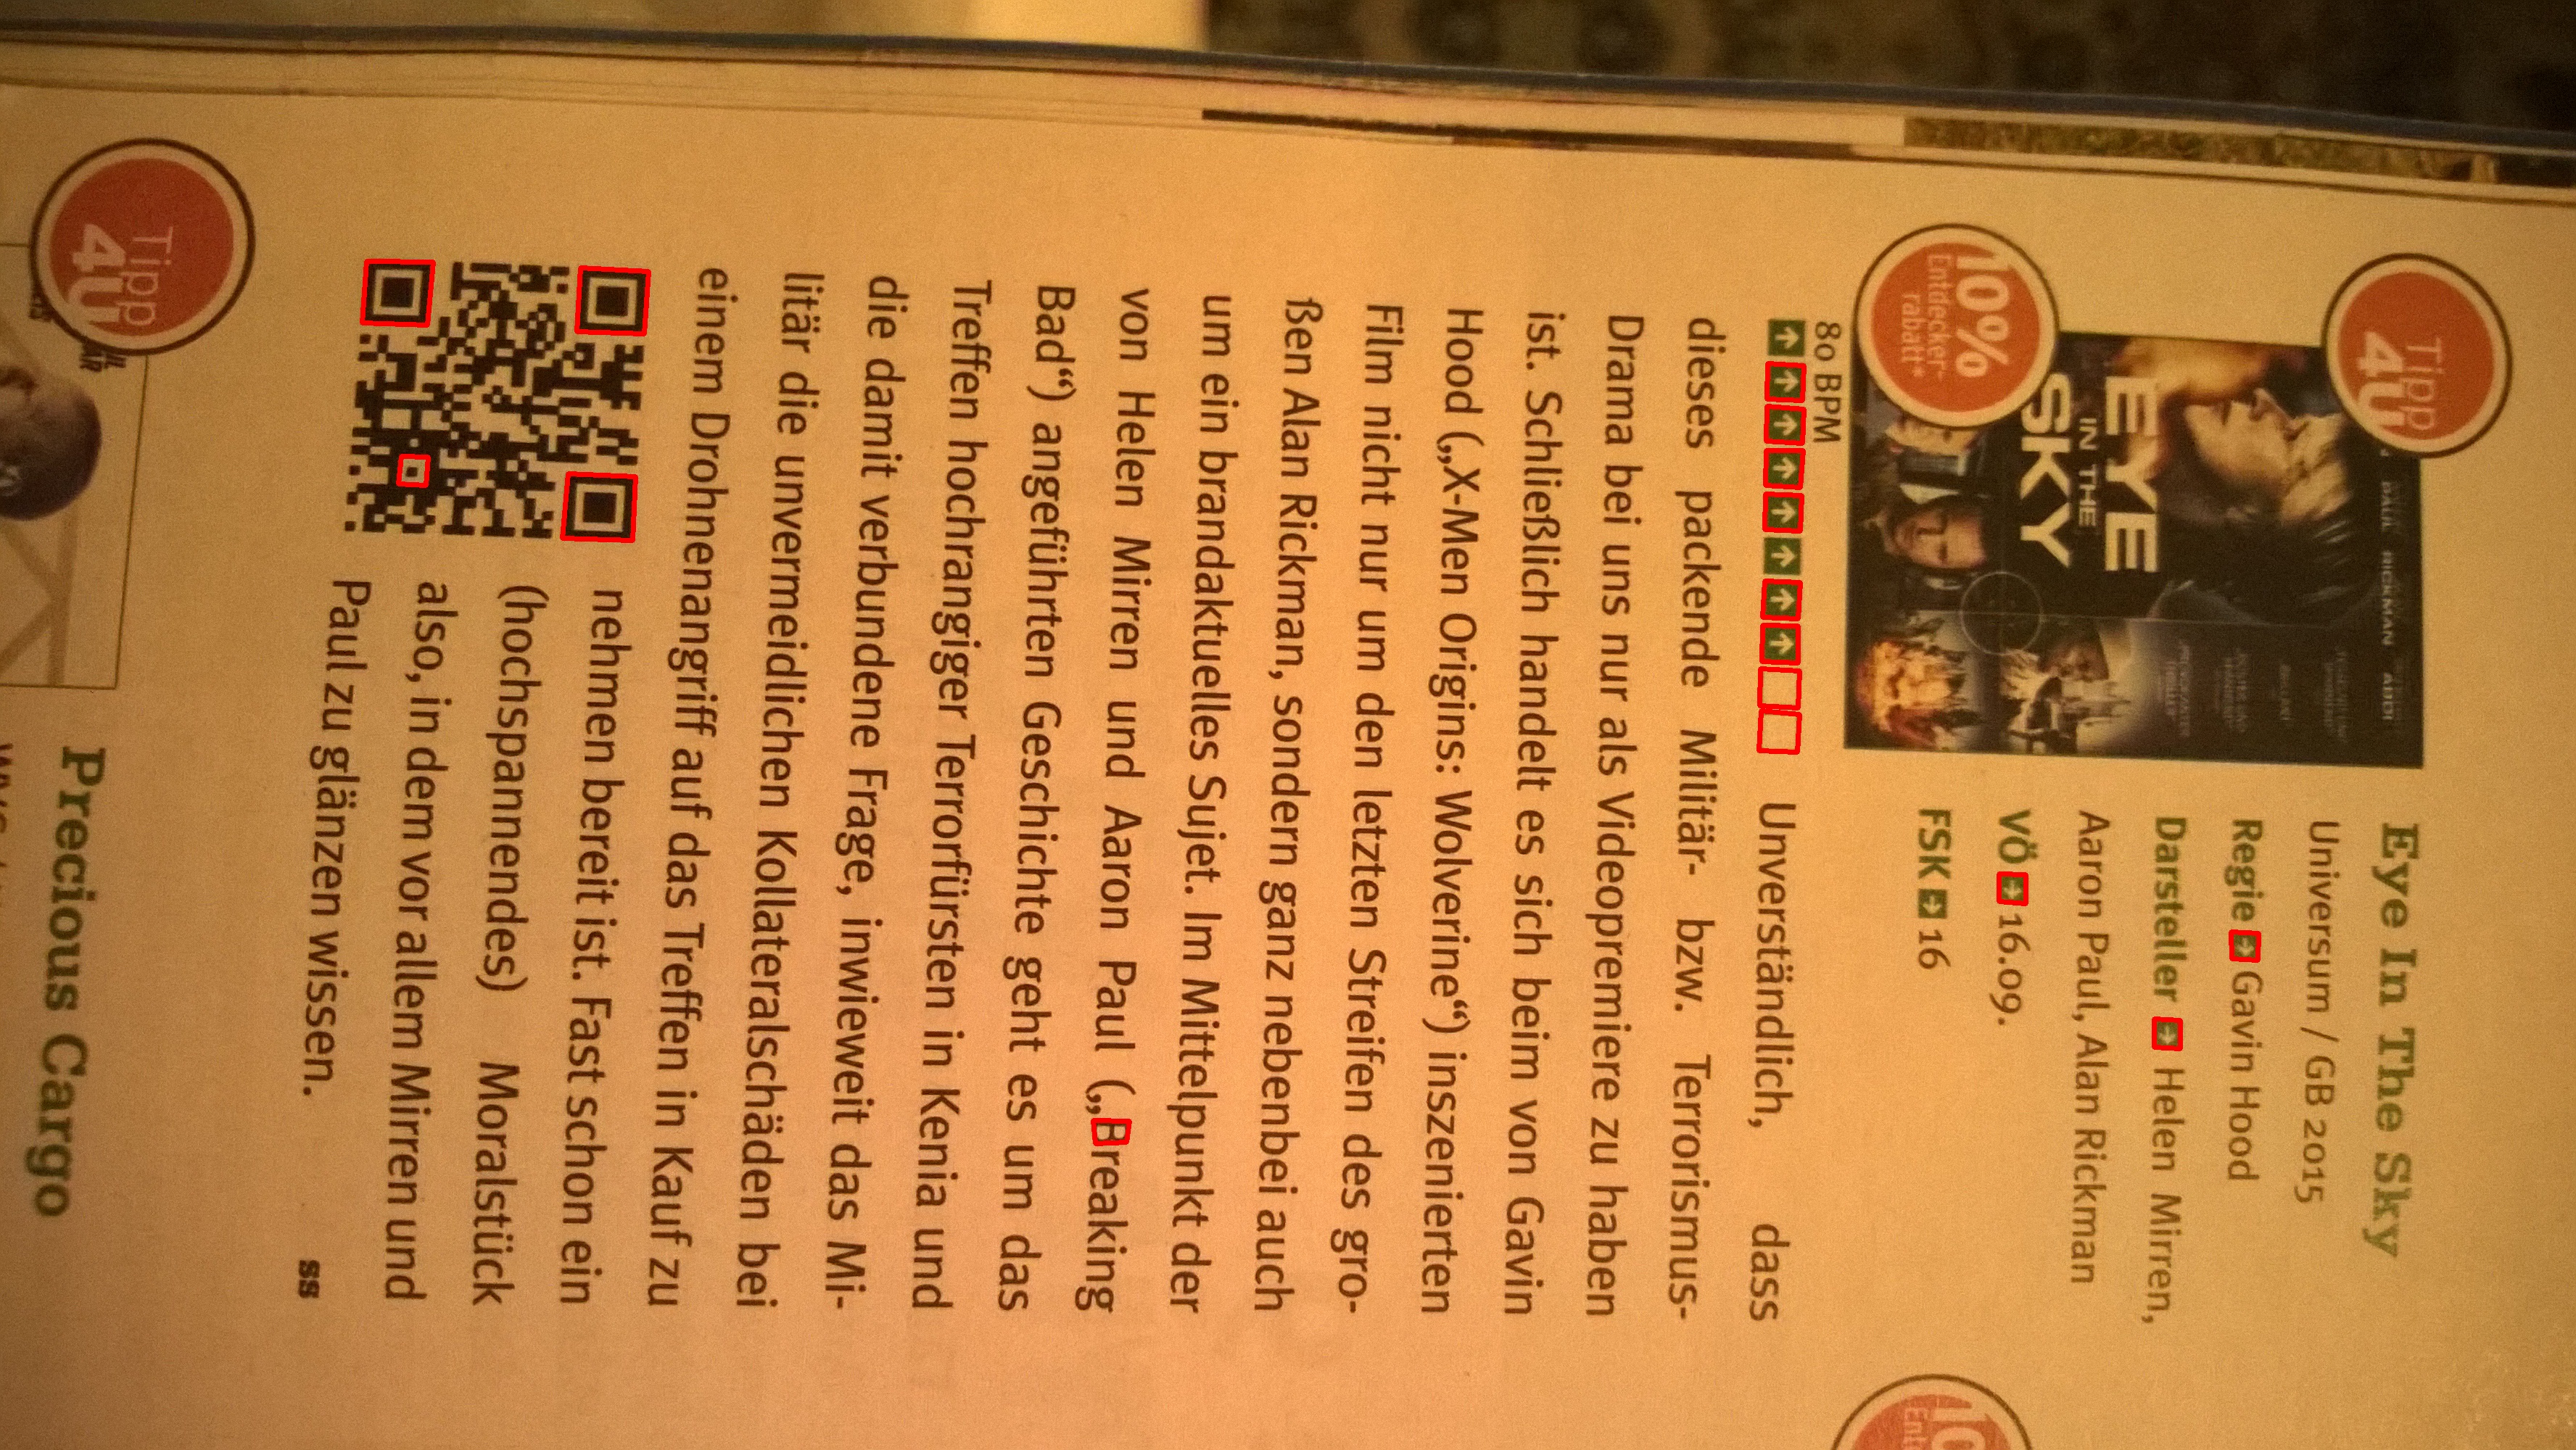 Tipp
4U
EYE
IN THE
SKY
PAUL RICKMAN
10%
Entdecker-
rabatt+
Eye In The Sky
Universum / GB 2015
Regie Gavin Hood
Darsteller Helen Mirren,
Aaron Paul, Alan Rickman
VÖ 16.09.
FSK 16
80 BPM
Unverständlich, dass
dieses packende Militär- bzw. Terrorismus-
Drama bei uns nur als Videopremiere zu haben
ist. Schließlich handelt es sich beim von Gavin
Hood („X-Men Origins: Wolverine“) inszenierten
Film nicht nur um den letzten Streifen des gro-
ßen Alan Rickman, sondern ganz nebenbei auch
um ein brandaktuelles Sujet. Im Mittelpunkt der
von Helen Mirren und Aaron Paul („Breaking
Bad“) angeführten Geschichte geht es um das
Treffen hochrangiger Terrorfürsten in Kenia und
die damit verbundene Frage, inwieweit das Mi-
litär die unvermeidlichen Kollateralschäden bei
einem Drohnenangriff auf das Treffen in Kauf zu
nehmen bereit ist. Fast schon ein
(hochspannendes) Moralstück
also, in dem vor allem Mirren und
Paul zu glänzen wissen.
ss
Tipp
4U
Precious Cargo